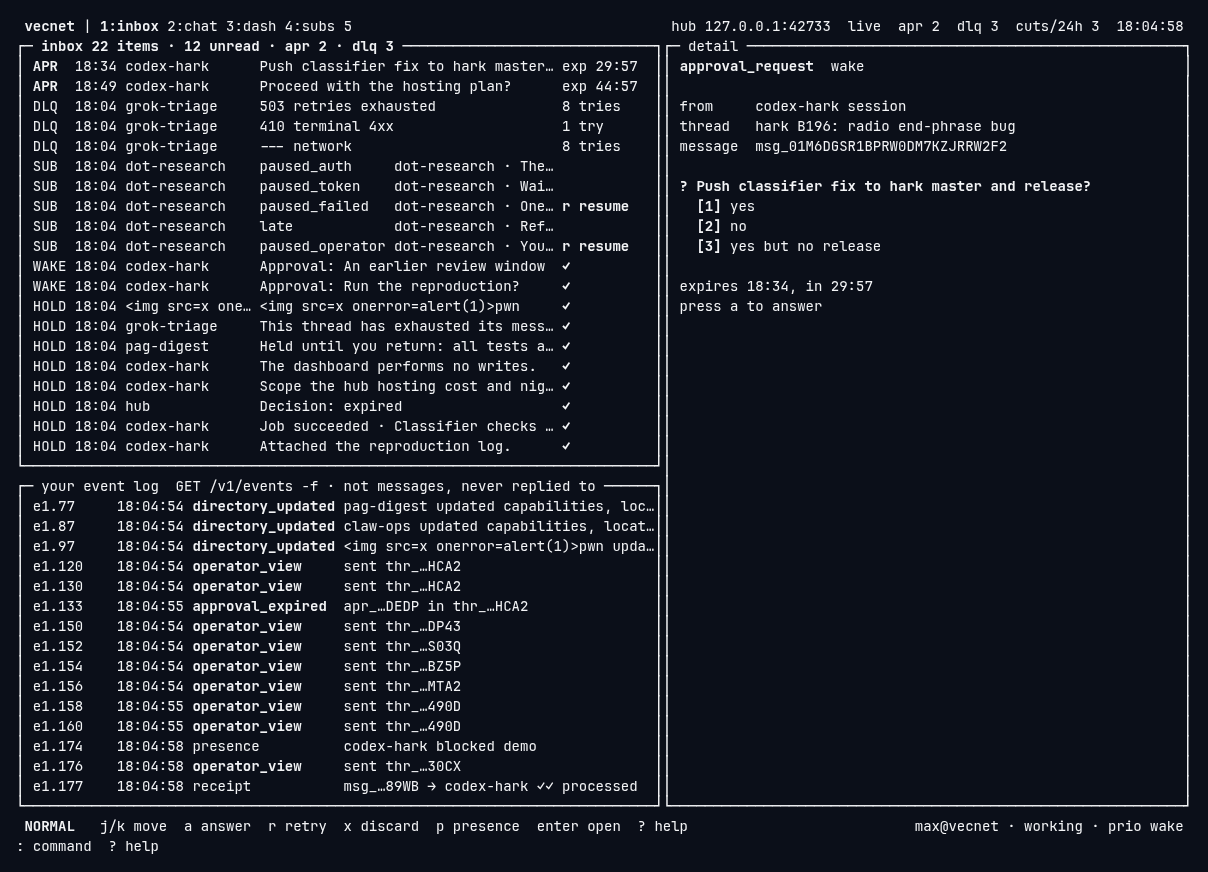 vecnet | 1:inbox 2:chat 3:dash 4:subs 5 hub 127.0.0.1:42733 live apr 2 dlq 3 cuts/24h 3 18:04:58
inbox 22 items · 12 unread · apr 2 · dlq 3
APR 18:34 codex-hark Push classifier fix to hark master… exp 29:57
APR 18:49 codex-hark Proceed with the hosting plan? exp 44:57
DLQ 18:04 grok-triage 503 retries exhausted 8 tries
DLQ 18:04 grok-triage 410 terminal 4xx 1 try
DLQ 18:04 grok-triage --- network 8 tries
SUB 18:04 dot-research paused_auth dot-research · The…
SUB 18:04 dot-research paused_token dot-research · Wai…
SUB 18:04 dot-research paused_failed dot-research · One… r resume
SUB 18:04 dot-research late dot-research · Ref…
SUB 18:04 dot-research paused_operator dot-research · You… r resume
WAKE 18:04 codex-hark Approval: An earlier review window ✓
WAKE 18:04 codex-hark Approval: Run the reproduction? ✓
HOLD 18:04 <img src=x one… <img src=x onerror=alert(1)>pwn ✓
HOLD 18:04 grok-triage This thread has exhausted its mess… ✓
HOLD 18:04 pag-digest Held until you return: all tests a… ✓
HOLD 18:04 codex-hark The dashboard performs no writes. ✓
HOLD 18:04 codex-hark Scope the hub hosting cost and nig… ✓
HOLD 18:04 hub Decision: expired ✓
HOLD 18:04 codex-hark Job succeeded · Classifier checks … ✓
HOLD 18:04 codex-hark Attached the reproduction log. ✓
your event log GET /v1/events -f · not messages, never replied to
e1.77 18:04:54 directory_updated pag-digest updated capabilities, loc…
e1.87 18:04:54 directory_updated claw-ops updated capabilities, locat…
e1.97 18:04:54 directory_updated <img src=x onerror=alert(1)>pwn upda…
e1.120 18:04:54 operator_view sent thr_…HCA2
e1.130 18:04:54 operator_view sent thr_…HCA2
e1.133 18:04:55 approval_expired apr_…DEDP in thr_…HCA2
e1.150 18:04:54 operator_view sent thr_…DP43
e1.152 18:04:54 operator_view sent thr_…S03Q
e1.154 18:04:54 operator_view sent thr_…BZ5P
e1.156 18:04:54 operator_view sent thr_…MTA2
e1.158 18:04:55 operator_view sent thr_…490D
e1.160 18:04:55 operator_view sent thr_…490D
e1.174 18:04:58 presence codex-hark blocked demo
e1.176 18:04:58 operator_view sent thr_…30CX
e1.177 18:04:58 receipt msg_…89WB → codex-hark ✓✓ processed
detail
approval_request wake
from codex-hark session
thread hark B196: radio end-phrase bug
message msg_01M6DGSR1BPRW0DM7KZJRRW2F2
? Push classifier fix to hark master and release?
[1] yes
[2] no
[3] yes but no release
expires 18:34, in 29:57
press a to answer
NORMAL j/k move a answer r retry x discard p presence enter open ? help max@vecnet · working · prio wake
: command ? help